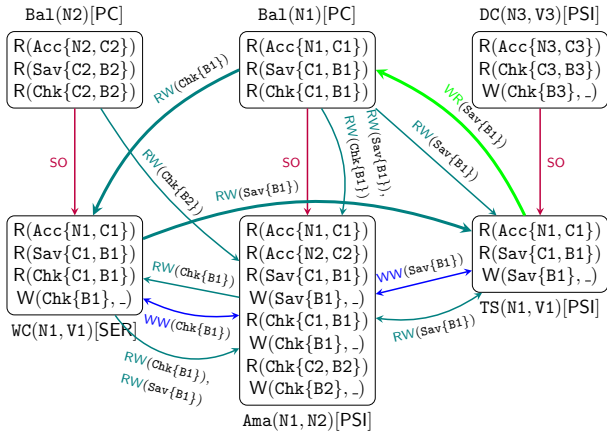 Bal(N2)[PC]
R(Acc{N2,C2})
R(Sav{C2,B2})
R(Chk{C2,B2})
Bal(N1)[PC]
R(Acc{N1,C1})
R(Sav{C1,B1})
R(Chk{C1,B1})
DC(N3,V3)[PSI]
R(Acc{N3,C3})
R(Chk{C3,B3})
W(Chk{B3},_)
RW(Chk{B1})
WR(Sav{B1})
SO
RW(Chk{B2})
SO
RW(Sav{B1}),
RW(Chk{B1})
RW(Sav{B1})
SO
RW(Sav{B1})
R(Acc{N1,C1})
R(Sav{C1,B1})
R(Chk{C1,B1})
W(Chk{B1},_)
WC(N1,V1)[SER]
RW(Chk{B1})
WW(Chk{B1})
RW(Chk{B1}),
RW(Sav{B1})
R(Acc{N1,C1})
R(Acc{N2,C2})
R(Sav{C1,B1})
W(Sav{B1},_)
R(Chk{C1,B1})
W(Chk{B1},_)
R(Chk{C2,B2})
W(Chk{B2},_)
Ama(N1,N2)[PSI]
WW(Sav{B1})
RW(Sav{B1})
R(Acc{N1,C1})
R(Sav{C1,B1})
W(Sav{B1},_)
TS(N1,V1)[PSI]